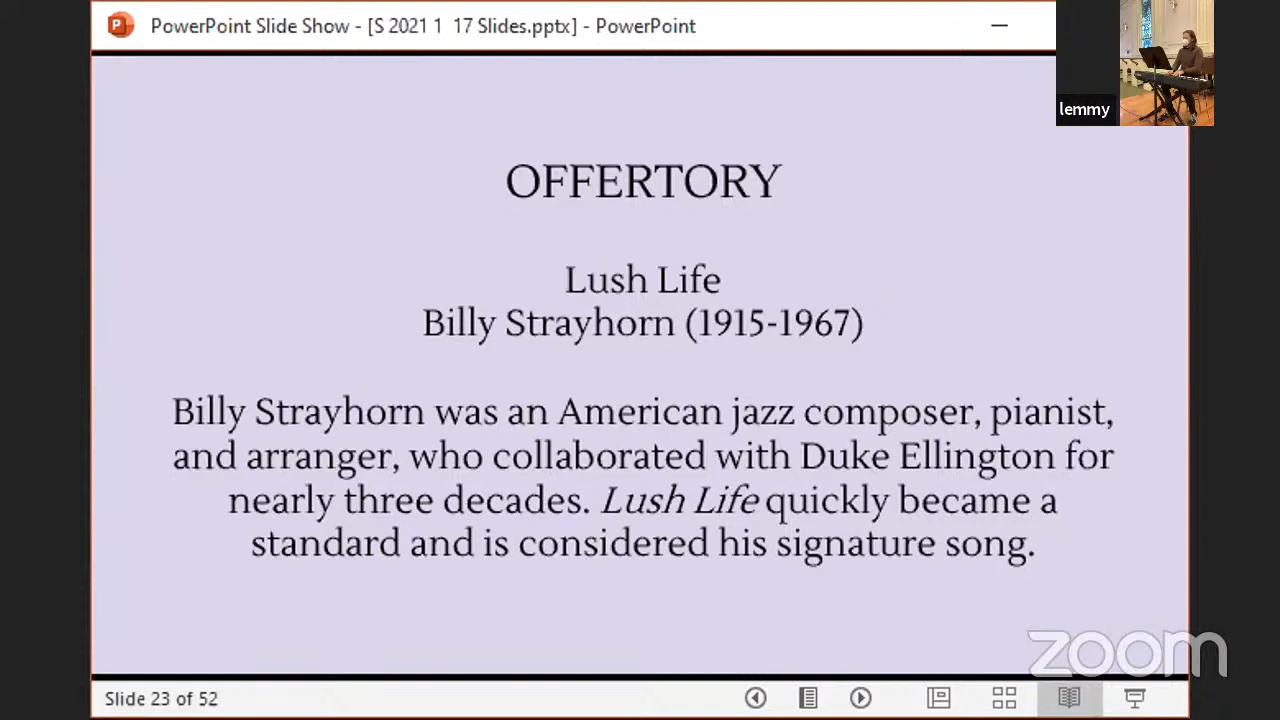 PowerPoint Slide Show - [S 2021 1 17 Slides.pptx] - PowerPoint
lemmy
OFFERTORY
Lush Life
Billy Strayhorn (1915-1967)
Billy Strayhorn was an American jazz composer, pianist,
and arranger, who collaborated with Duke Ellington for
nearly three decades. Lush Life quickly became a
standard and is considered his signature song.
zoom
Slide 23 of 52